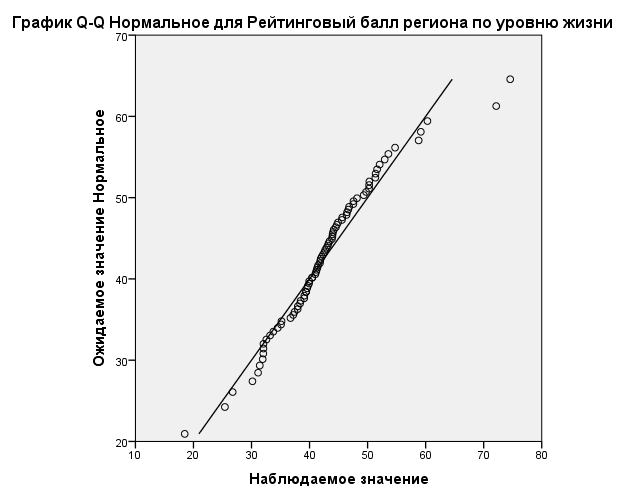 График Q-Q Нормальное для Рейтинговый балл региона по уровню жизни
Ожидаемое значение Нормальное
70
60
50
40
30
20
10 20 30 40 50 60 70 80
Наблюдаемое значение